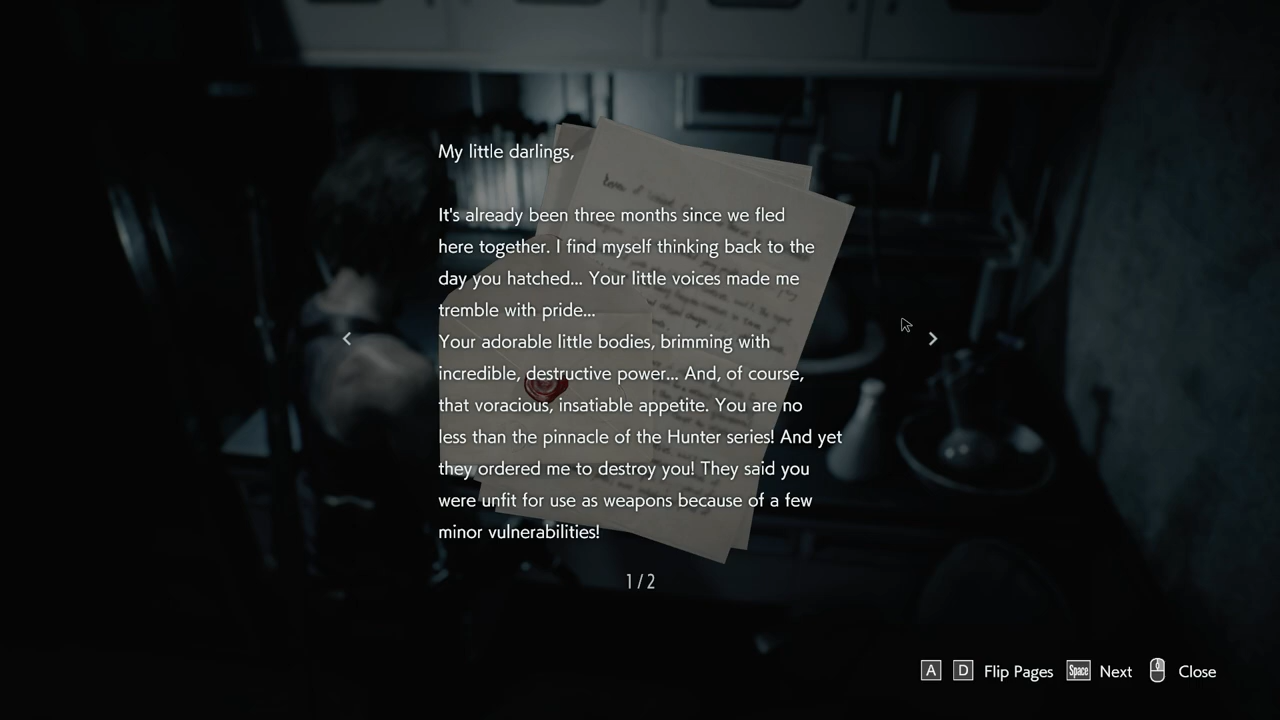 My little darlings,
It's already been three months since we fled
here together. I find myself thinking back to the
day you hatched... Your little voices made me
tremble with pride...
Your adorable little bodies, brimming with
incredible, destructive power... And, of course,
that voracious, insatiable appetite. You are no
less than the pinnacle of the Hunter series! And yet
they ordered me to destroy you! They said you
were unfit for use as weapons because of a few
minor vulnerabilities!
1 / 2
A D Flip Pages Space Next Close